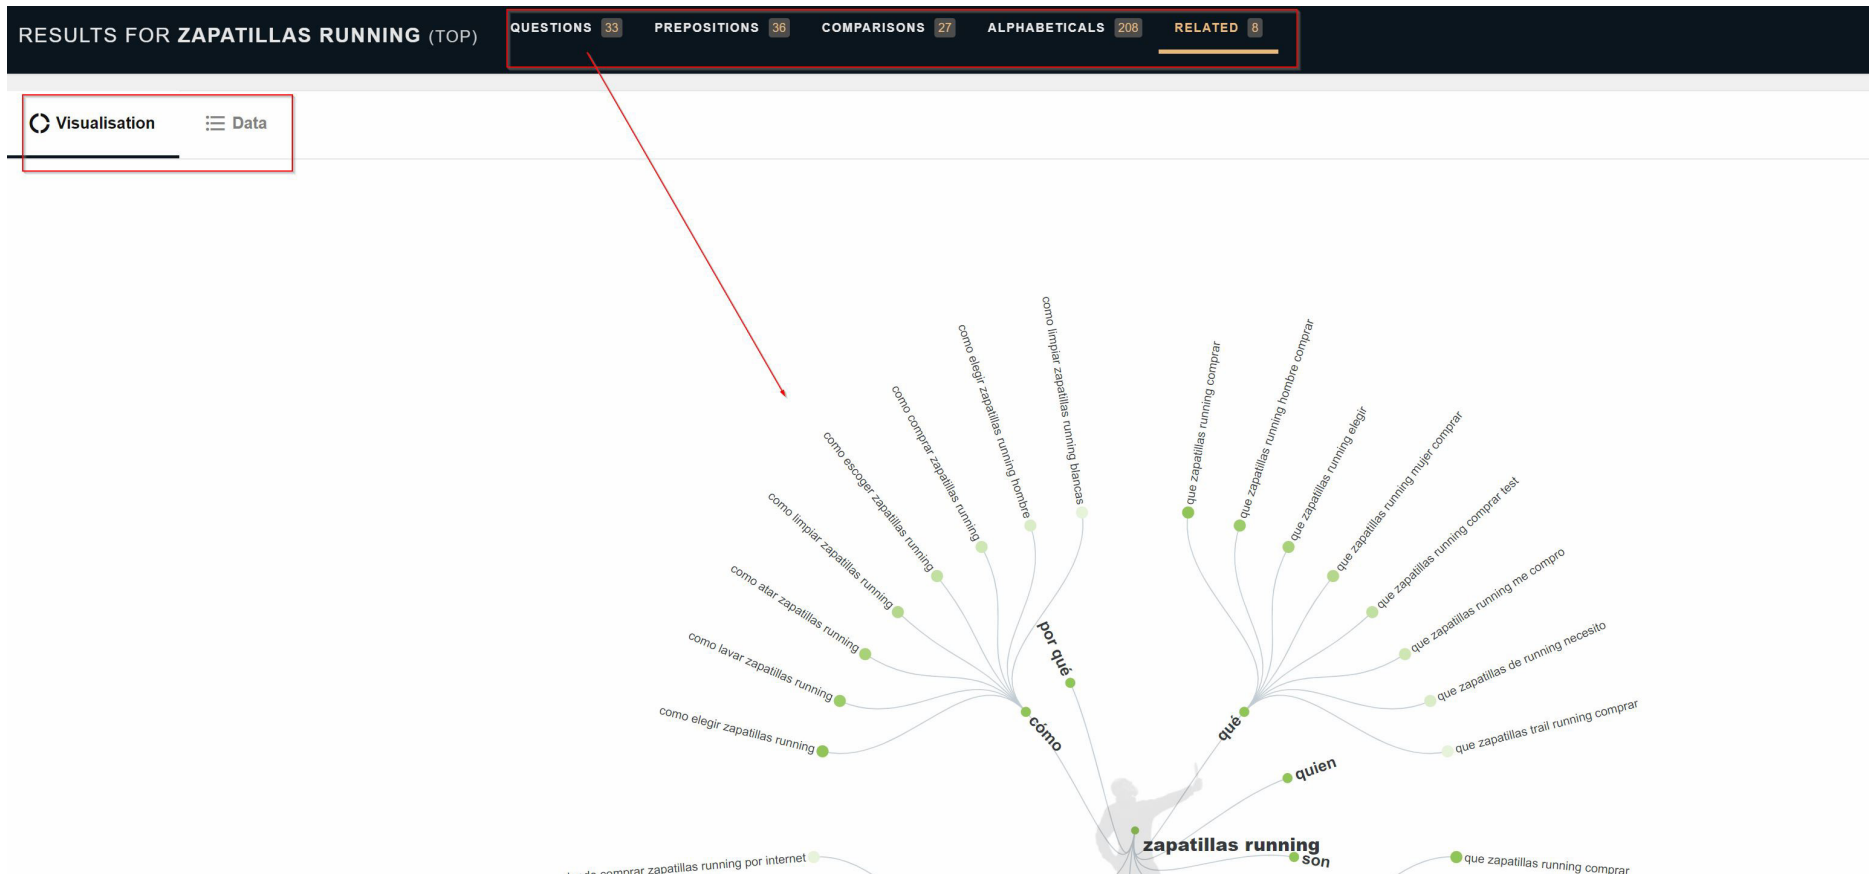 RESULTS FOR ZAPATILLAS RUNNING (TOP)
QUESTIONS 33
PREPOSITIONS 36
COMPARISONS 27
ALPHABETICALS 208
RELATED 8
Visualisation
Data
como limpiar zapatillas running blancas
como elegir zapatillas running hombre
como comprar zapatillas running
como escoger zapatillas running
como limpiar zapatillas running
como atar zapatillas running
como lavar zapatillas running
como elegir zapatillas running
cómo
por qué
que zapatillas running comprar
que zapatillas running hombre comprar
que zapatillas running elegir
que zapatillas running mujer comprar
que zapatillas running comprar test
que zapatillas running me compro
que zapatillas de running necesito
que zapatillas trail running comprar
qué
quien
zapatillas running
son
comprar zapatillas running por internet
que zapatillas running comprar